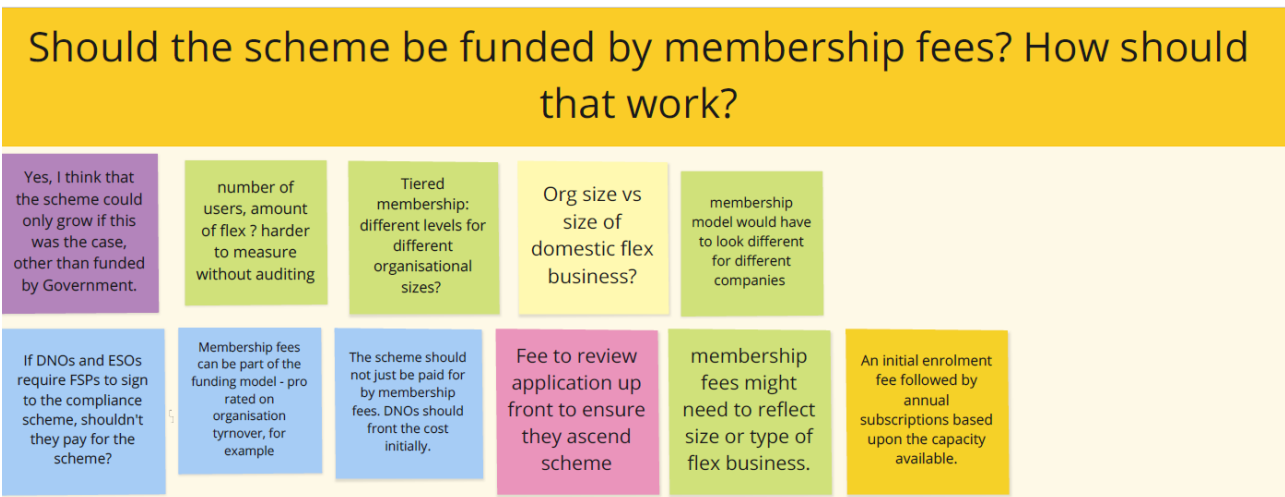 Should the scheme be funded by membership fees? How should
that work?
Yes, I think that
the scheme could
only grow if this
was the case,
other than funded
by Government.
number of
users, amount
of flex ? harder
to measure
without auditing
Tiered
membership:
different levels for
different
organisational
sizes?
Org size vs
size of
domestic flex
business?
membership
model would have
to look different
for different
companies
If DNOs and ESOs
require FSPs to sign
to the compliance
scheme, shouldn't
they pay for the
scheme?
Membership fees
can be part of the
funding model - pro
rated on
organisation
tyrnover, for
example
The scheme should
not just be paid for
by membership
fees. DNOs should
front the cost
initially.
Fee to review
application up
front to ensure
they ascend
scheme
membership
fees might
need to reflect
size or type of
flex business.
An initial enrolment
fee followed by
annual
subscriptions based
upon the capacity
available.